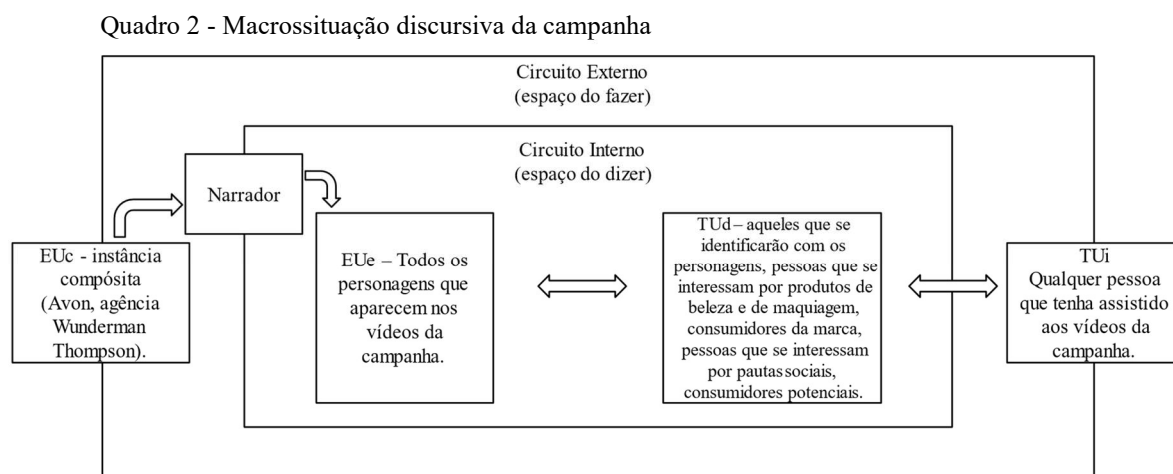 Quadro 2 - Macrossituação discursiva da campanha
Circuito Externo
(espaço do fazer)
Circuito Interno
(espaço do dizer)
Narrador
EUc - instância
compósita
(Avon, agência
Wunderman
Thompson).
EUe – Todos os
personagens que
aparecem nos
vídeos da
campanha.
TUd – aqueles que se
identificarão com os
personagens, pessoas que se
interessam por produtos de
beleza e de maquiagem,
consumidores da marca,
pessoas que se interessam
por pautas sociais,
consumidores potenciais.
TUi
Qualquer pessoa
que tenha assistido
aos vídeos da
campanha.